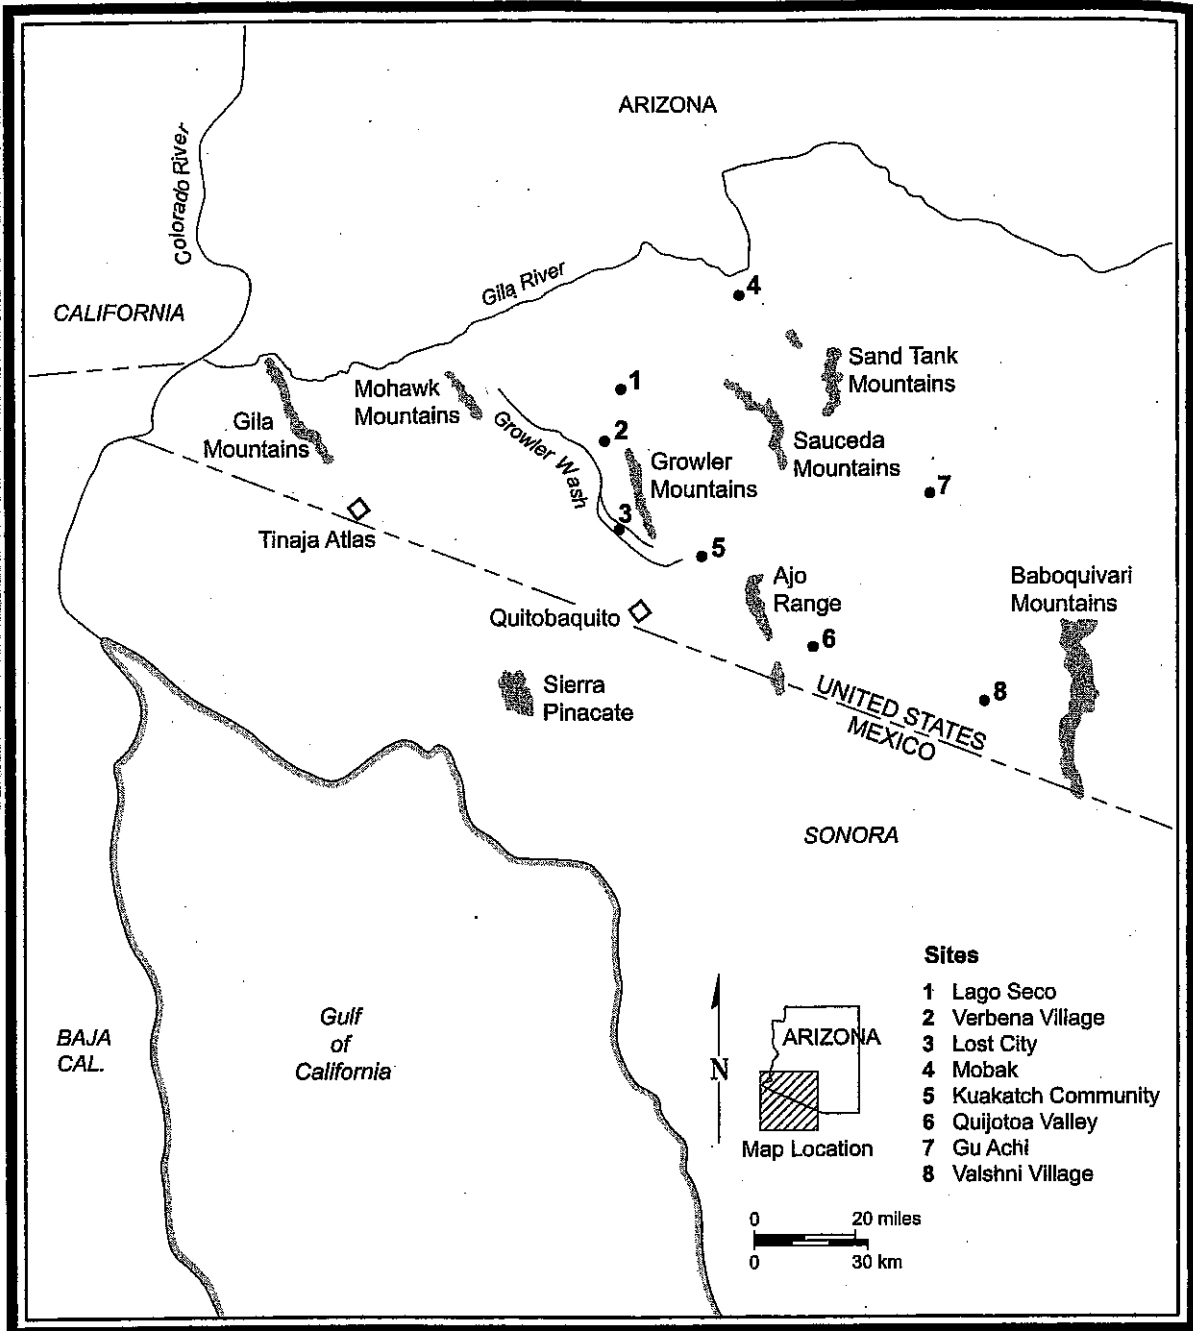 ARIZONA
Colorado River
CALIFORNIA
Gila River
4
Sand Tank
Mountains
Mohawk
Mountains
1
Gila
Mountains
Growler Wash
2
Sauceda
Mountains
Growler
Mountains
7
3
Tinaja Atlas
5
Ajo
Range
Baboquivari
Mountains
Quitobaquito
6
Sierra
Pinacate
8
UNITED STATES
MEXICO
SONORA
Gulf
of
California
BAJA
CAL.
N
ARIZONA
Map Location
Sites
1 Lago Seco
2 Verbena Village
3 Lost City
4 Mobak
5 Kuakatch Community
6 Quijotoa Valley
7 Gu Achi
8 Valshni Village
0 20 miles
0 30 km